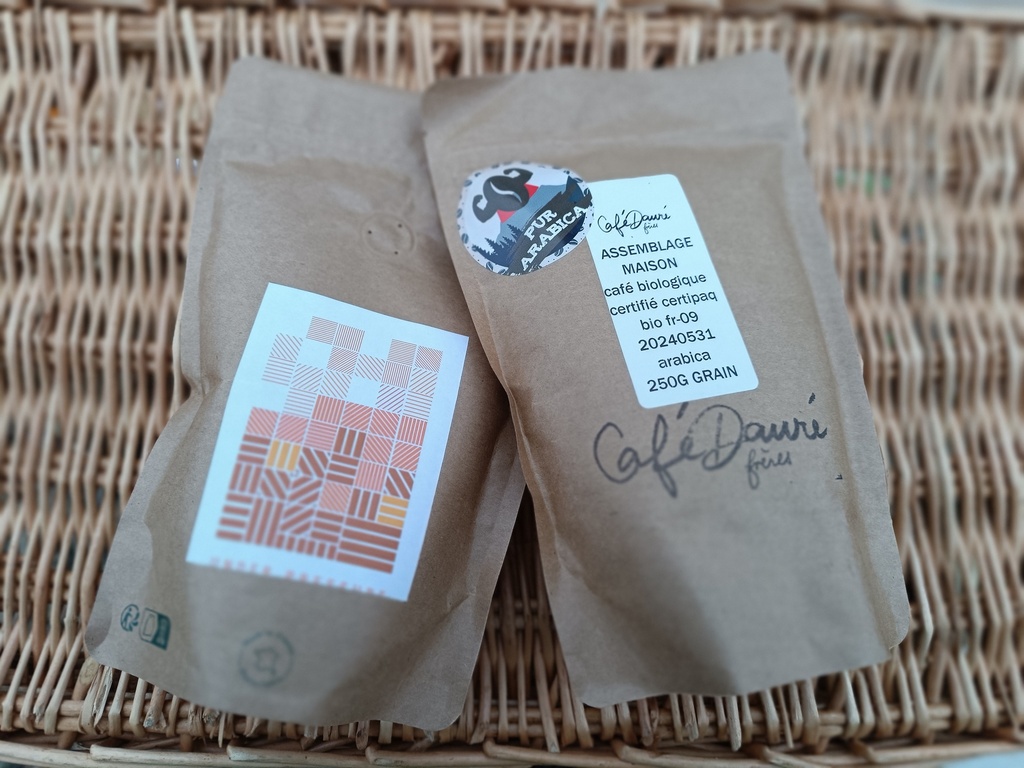 PUR
ARABICA
Café Dauré
frères
ASSEMBLAGE
MAISON
café biologique
certifié certipaq
bio fr-09
20240531
arabica
250G GRAIN
Café Dauré
frères